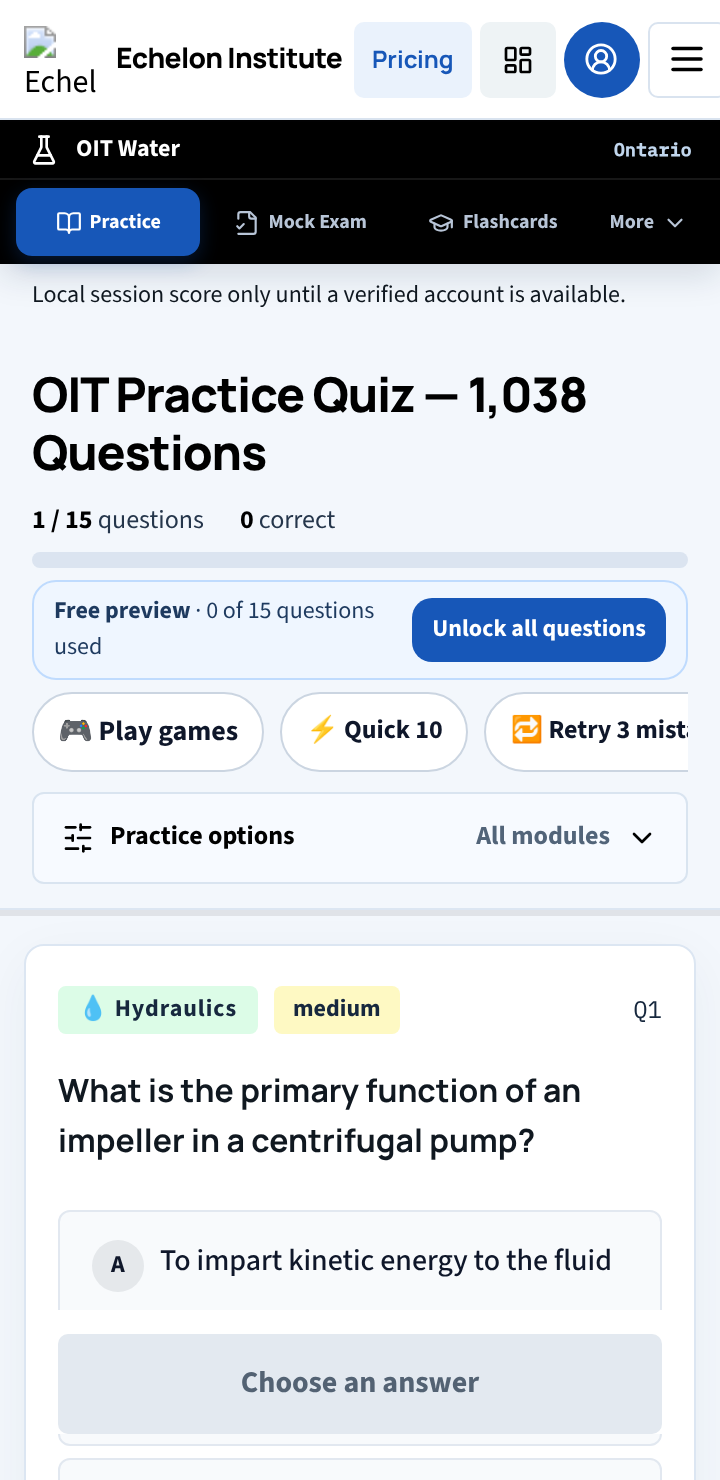 Echel
Echelon Institute
Pricing
OIT Water
Ontario
Practice
Mock Exam
Flashcards
More
Local session score only until a verified account is available.
OIT Practice Quiz — 1,038
Questions
1 / 15 questions 0 correct
Free preview · 0 of 15 questions
used
Unlock all questions
🎮 Play games
⚡ Quick 10
🔁 Retry 3 mist
Practice options
All modules
💧 Hydraulics
medium
Q1
What is the primary function of an
impeller in a centrifugal pump?
A To impart kinetic energy to the fluid
Choose an answer